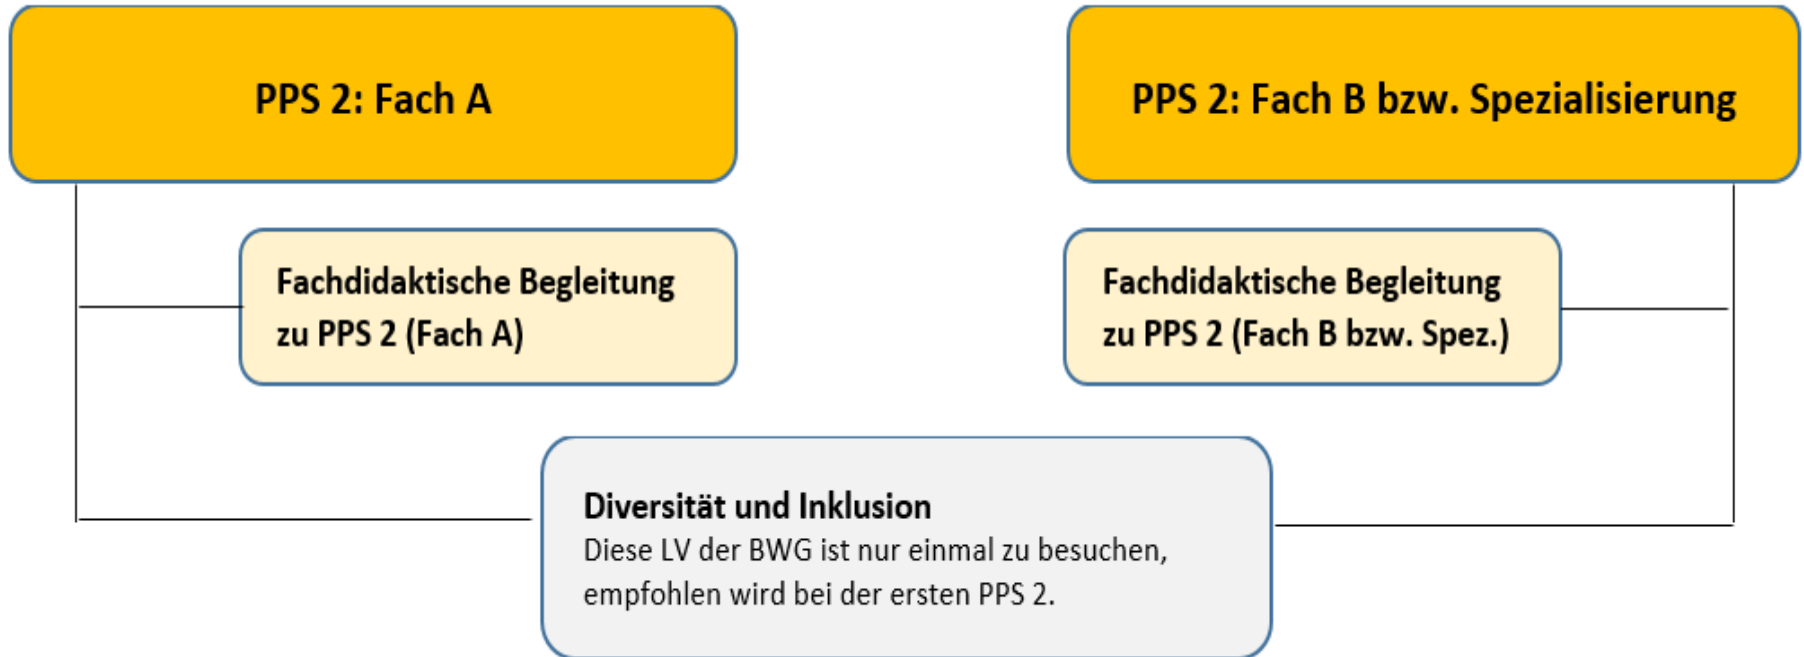 PPS 2: Fach A
PPS 2: Fach B bzw. Spezialisierung
Fachdidaktische Begleitung
zu PPS 2 (Fach A)
Fachdidaktische Begleitung
zu PPS 2 (Fach B bzw. Spez.)
Diversität und Inklusion
Diese LV der BWG ist nur einmal zu besuchen,
empfohlen wird bei der ersten PPS 2.